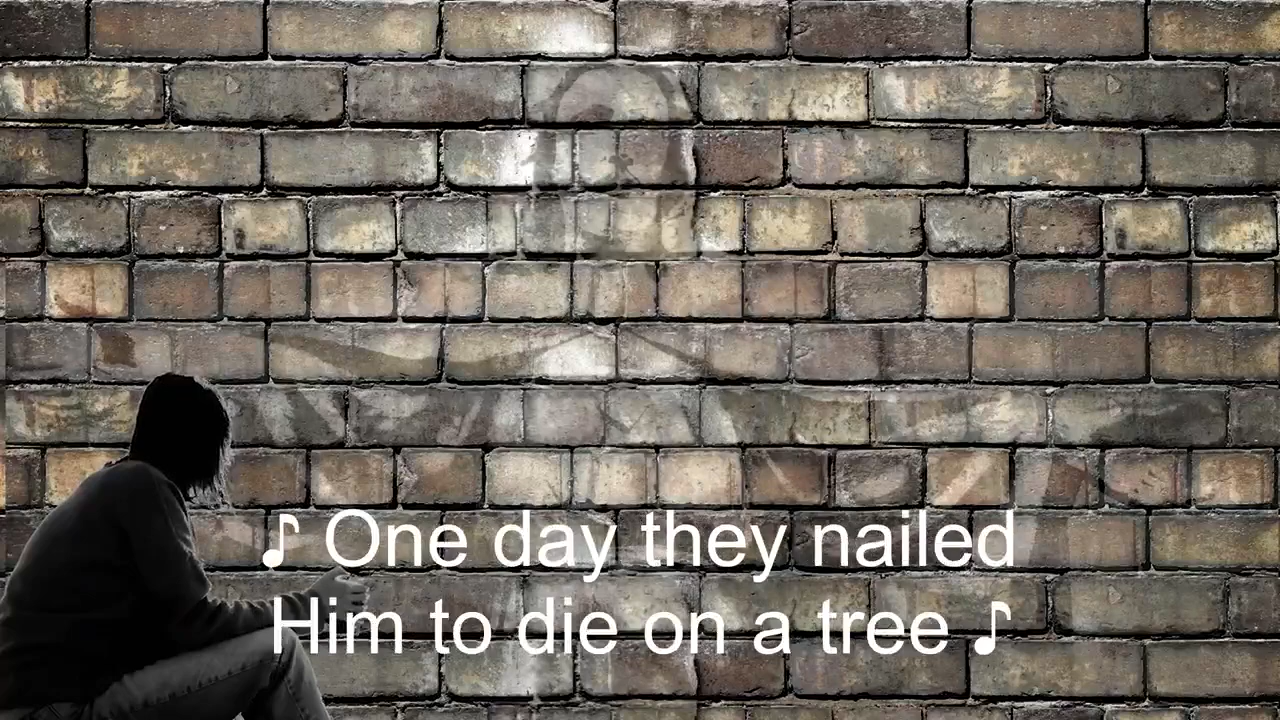 ♪ One day they nailed
Him to die on a tree ♪